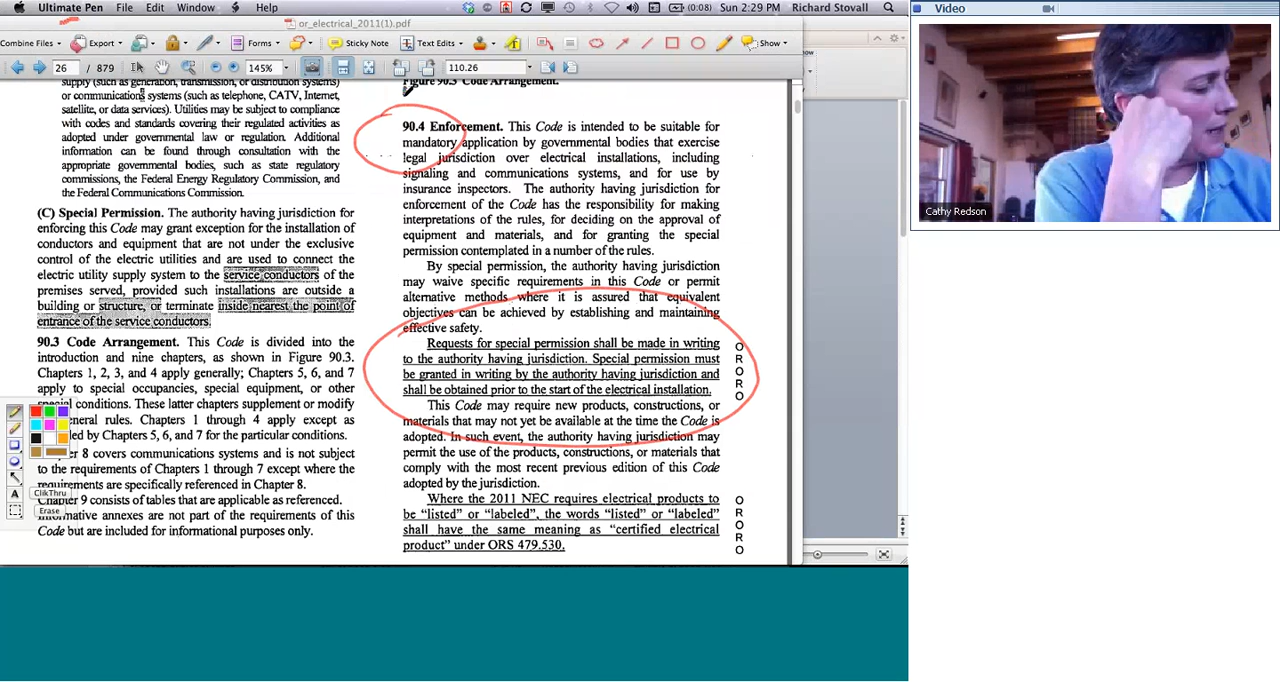 Ultimate Pen File Edit Window Help
(0:08) Sun 2:29 PM Richard Stovall
Video
or_electrical_2011(1).pdf
Combine Files Export Forms Sticky Note Text Edits Show
26 / 879 145% 110.26
supply (such as generation, transmission, or distribution systems)
or communications systems (such as telephone, CATV, Internet,
satellite, or data services). Utilities may be subject to compliance
with codes and standards covering their regulated activities as
adopted under governmental law or regulation. Additional
information can be found through consultation with the
appropriate governmental bodies, such as state regulatory
commissions, the Federal Energy Regulatory Commission, and
the Federal Communications Commission.
(C) Special Permission. The authority having jurisdiction for
enforcing this Code may grant exception for the installation of
conductors and equipment that are not under the exclusive
control of the electric utilities and are used to connect the
electric utility supply system to the service conductors of the
premises served, provided such installations are outside a
building or structure, or terminate inside nearest the point of
entrance of the service conductors.
90.3 Code Arrangement. This Code is divided into the
introduction and nine chapters, as shown in Figure 90.3.
Chapters 1, 2, 3, and 4 apply generally; Chapters 5, 6, and 7
apply to special occupancies, special equipment, or other
special conditions. These latter chapters supplement or modify
general rules. Chapters 1 through 4 apply except as
by Chapters 5, 6, and 7 for the particular conditions.
8 covers communications systems and is not subject
to the requirements of Chapters 1 through 7 except where the
requirements are specifically referenced in Chapter 8.
Chapter 9 consists of tables that are applicable as referenced.
Informative annexes are not part of the requirements of this
Code but are included for informational purposes only.
A
ClikThru
Erase
Figure 90.3 Code Arrangement.
90.4 Enforcement. This Code is intended to be suitable for
mandatory application by governmental bodies that exercise
legal jurisdiction over electrical installations, including
signaling and communications systems, and for use by
insurance inspectors. The authority having jurisdiction for
enforcement of the Code has the responsibility for making
interpretations of the rules, for deciding on the approval of
equipment and materials, and for granting the special
permission contemplated in a number of the rules.
By special permission, the authority having jurisdiction
may waive specific requirements in this Code or permit
alternative methods where it is assured that equivalent
objectives can be achieved by establishing and maintaining
effective safety.
Requests for special permission shall be made in writing
to the authority having jurisdiction. Special permission must
be granted in writing by the authority having jurisdiction and
shall be obtained prior to the start of the electrical installation.
O
R
O
R
O
This Code may require new products, constructions, or
materials that may not yet be available at the time the Code is
adopted. In such event, the authority having jurisdiction may
permit the use of the products, constructions, or materials that
comply with the most recent previous edition of this Code
adopted by the jurisdiction.
Where the 2011 NEC requires electrical products to
be “listed” or “labeled”, the words “listed” or “labeled”
shall have the same meaning as “certified electrical
product” under ORS 479.530.
O
R
O
R
O
Cathy Redson